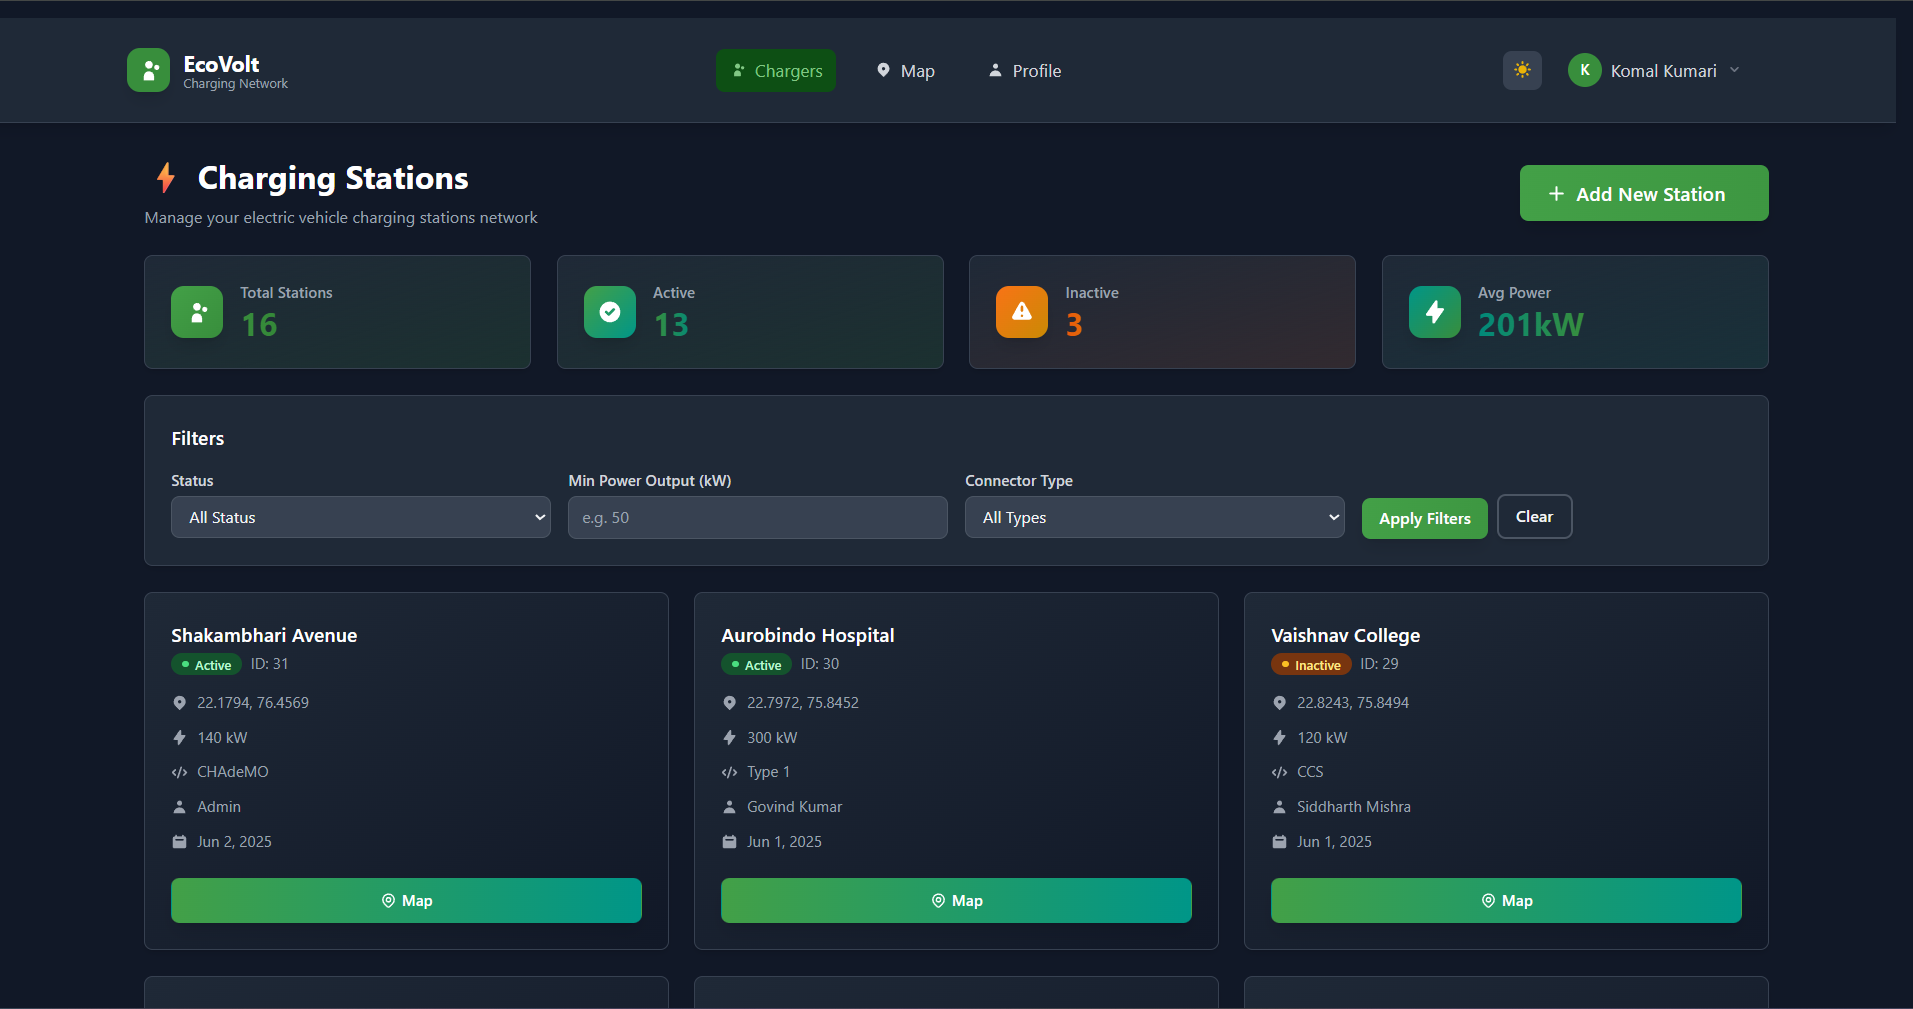 EcoVolt
Charging Network
Chargers
Map
Profile
K
Komal Kumari
Charging Stations
Manage your electric vehicle charging stations network
+ Add New Station
Total Stations
16
Active
13
Inactive
3
Avg Power
201kW
Filters
Status
All Status
Min Power Output (kW)
e.g. 50
Connector Type
All Types
Apply Filters
Clear
Shakambhari Avenue
Active ID: 31
22.1794, 76.4569
140 kW
CHAdeMO
Admin
Jun 2, 2025
Map
Aurobindo Hospital
Active ID: 30
22.7972, 75.8452
300 kW
Type 1
Govind Kumar
Jun 1, 2025
Map
Vaishnav College
Inactive ID: 29
22.8243, 75.8494
120 kW
CCS
Siddharth Mishra
Jun 1, 2025
Map